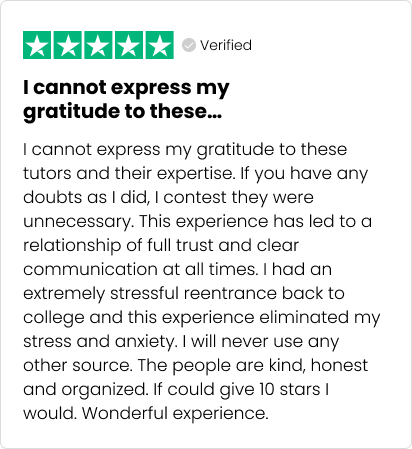 Verified
I cannot express my
gratitude to these...
I cannot express my gratitude to these
tutors and their expertise. If you have any
doubts as I did, I contest they were
unnecessary. This experience has led to a
relationship of full trust and clear
communication at all times. I had an
extremely stressful reentrance back to
college and this experience eliminated my
stress and anxiety. I will never use any
other source. The people are kind, honest
and organized. If could give 10 stars I
would. Wonderful experience.